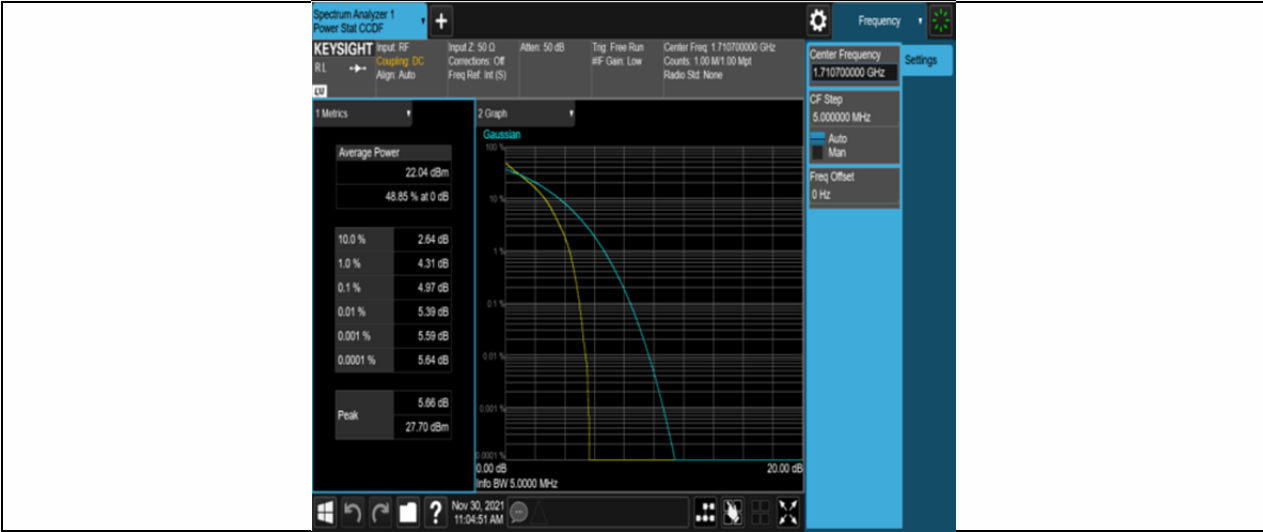 Spectrum Analyzer 1
Power Stat CCDF
+
Frequency
KEYSIGHT
RL
Input: RF
Coupling: DC
Align: Auto
Input Z: 50 Ω
Corrections: Off
Freq Ref: Int (S)
Atten: 50 dB
Trig: Free Run
#IF Gain: Low
Center Freq: 1.710700000 GHz
Counts: 1.00 M/1.00 Mpt
Radio Std: None
Center Frequency
1.710700000 GHz
Settings
CF Step
5.000000 MHz
Auto
Man
Freq Offset
0 Hz
1 Metrics
Average Power
22.04 dBm
48.85 % at 0 dB
10.0 % 2.64 dB
1.0 % 4.31 dB
0.1 % 4.97 dB
0.01 % 5.39 dB
0.001 % 5.59 dB
0.0001 % 5.64 dB
Peak
5.66 dB
27.70 dBm
2 Graph
Gaussian
100 %
10 %
1 %
0.1 %
0.01 %
0.001 %
0.0001 %
0.00 dB 20.00 dB
Info BW 5.0000 MHz
?
Nov 30, 2021
11:04:51 AM